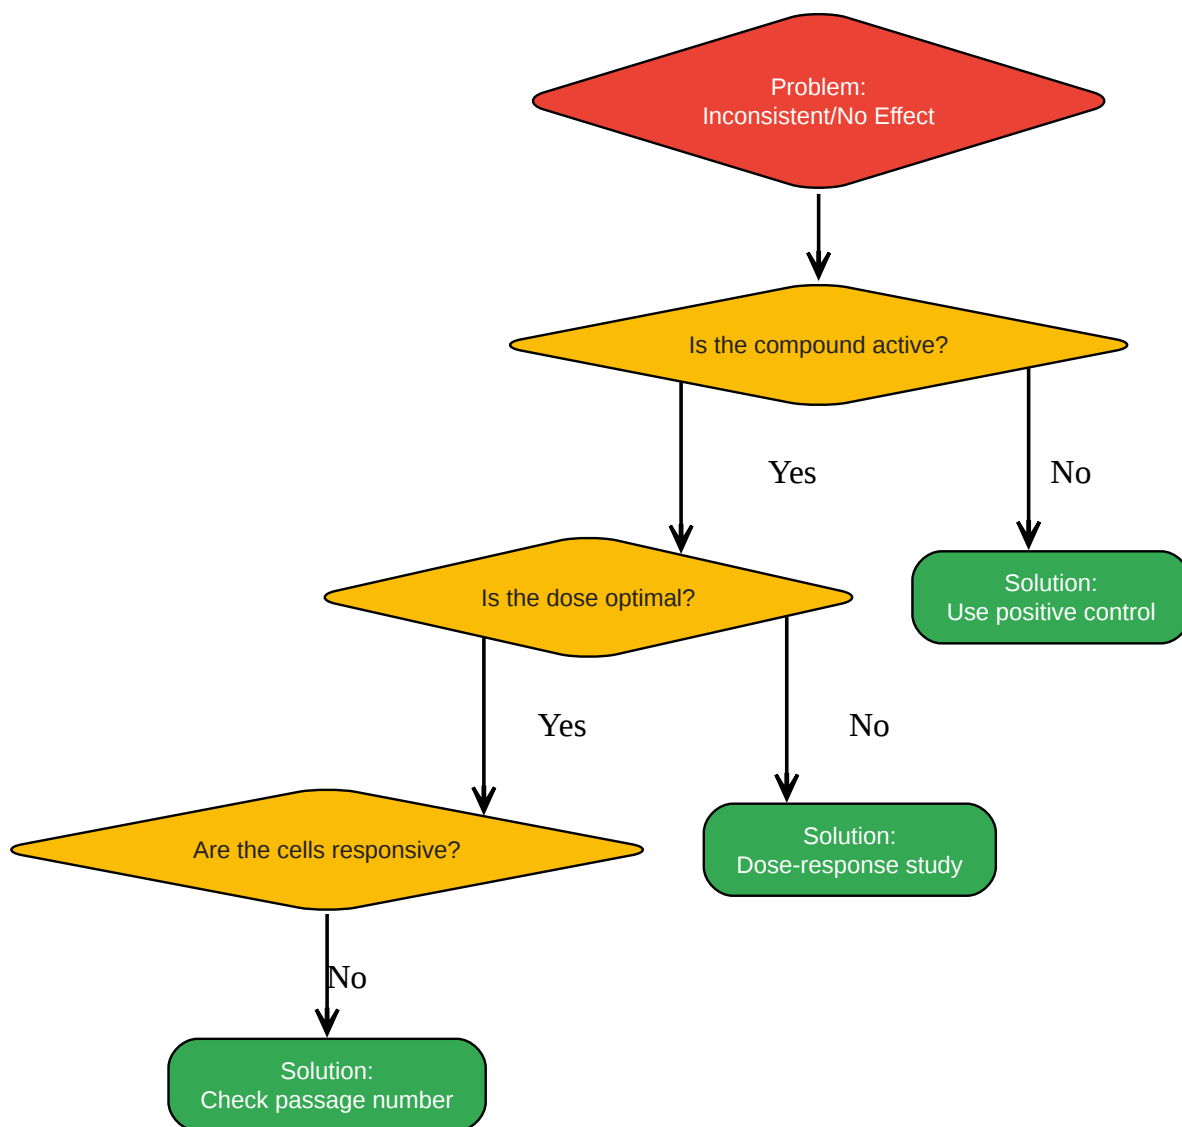 Problem:
Inconsistent/No Effect
Is the compound active?
Yes
No
Is the dose optimal?
Solution:
Use positive control
Yes
No
Are the cells responsive?
Solution:
Dose-response study
No
Solution:
Check passage number